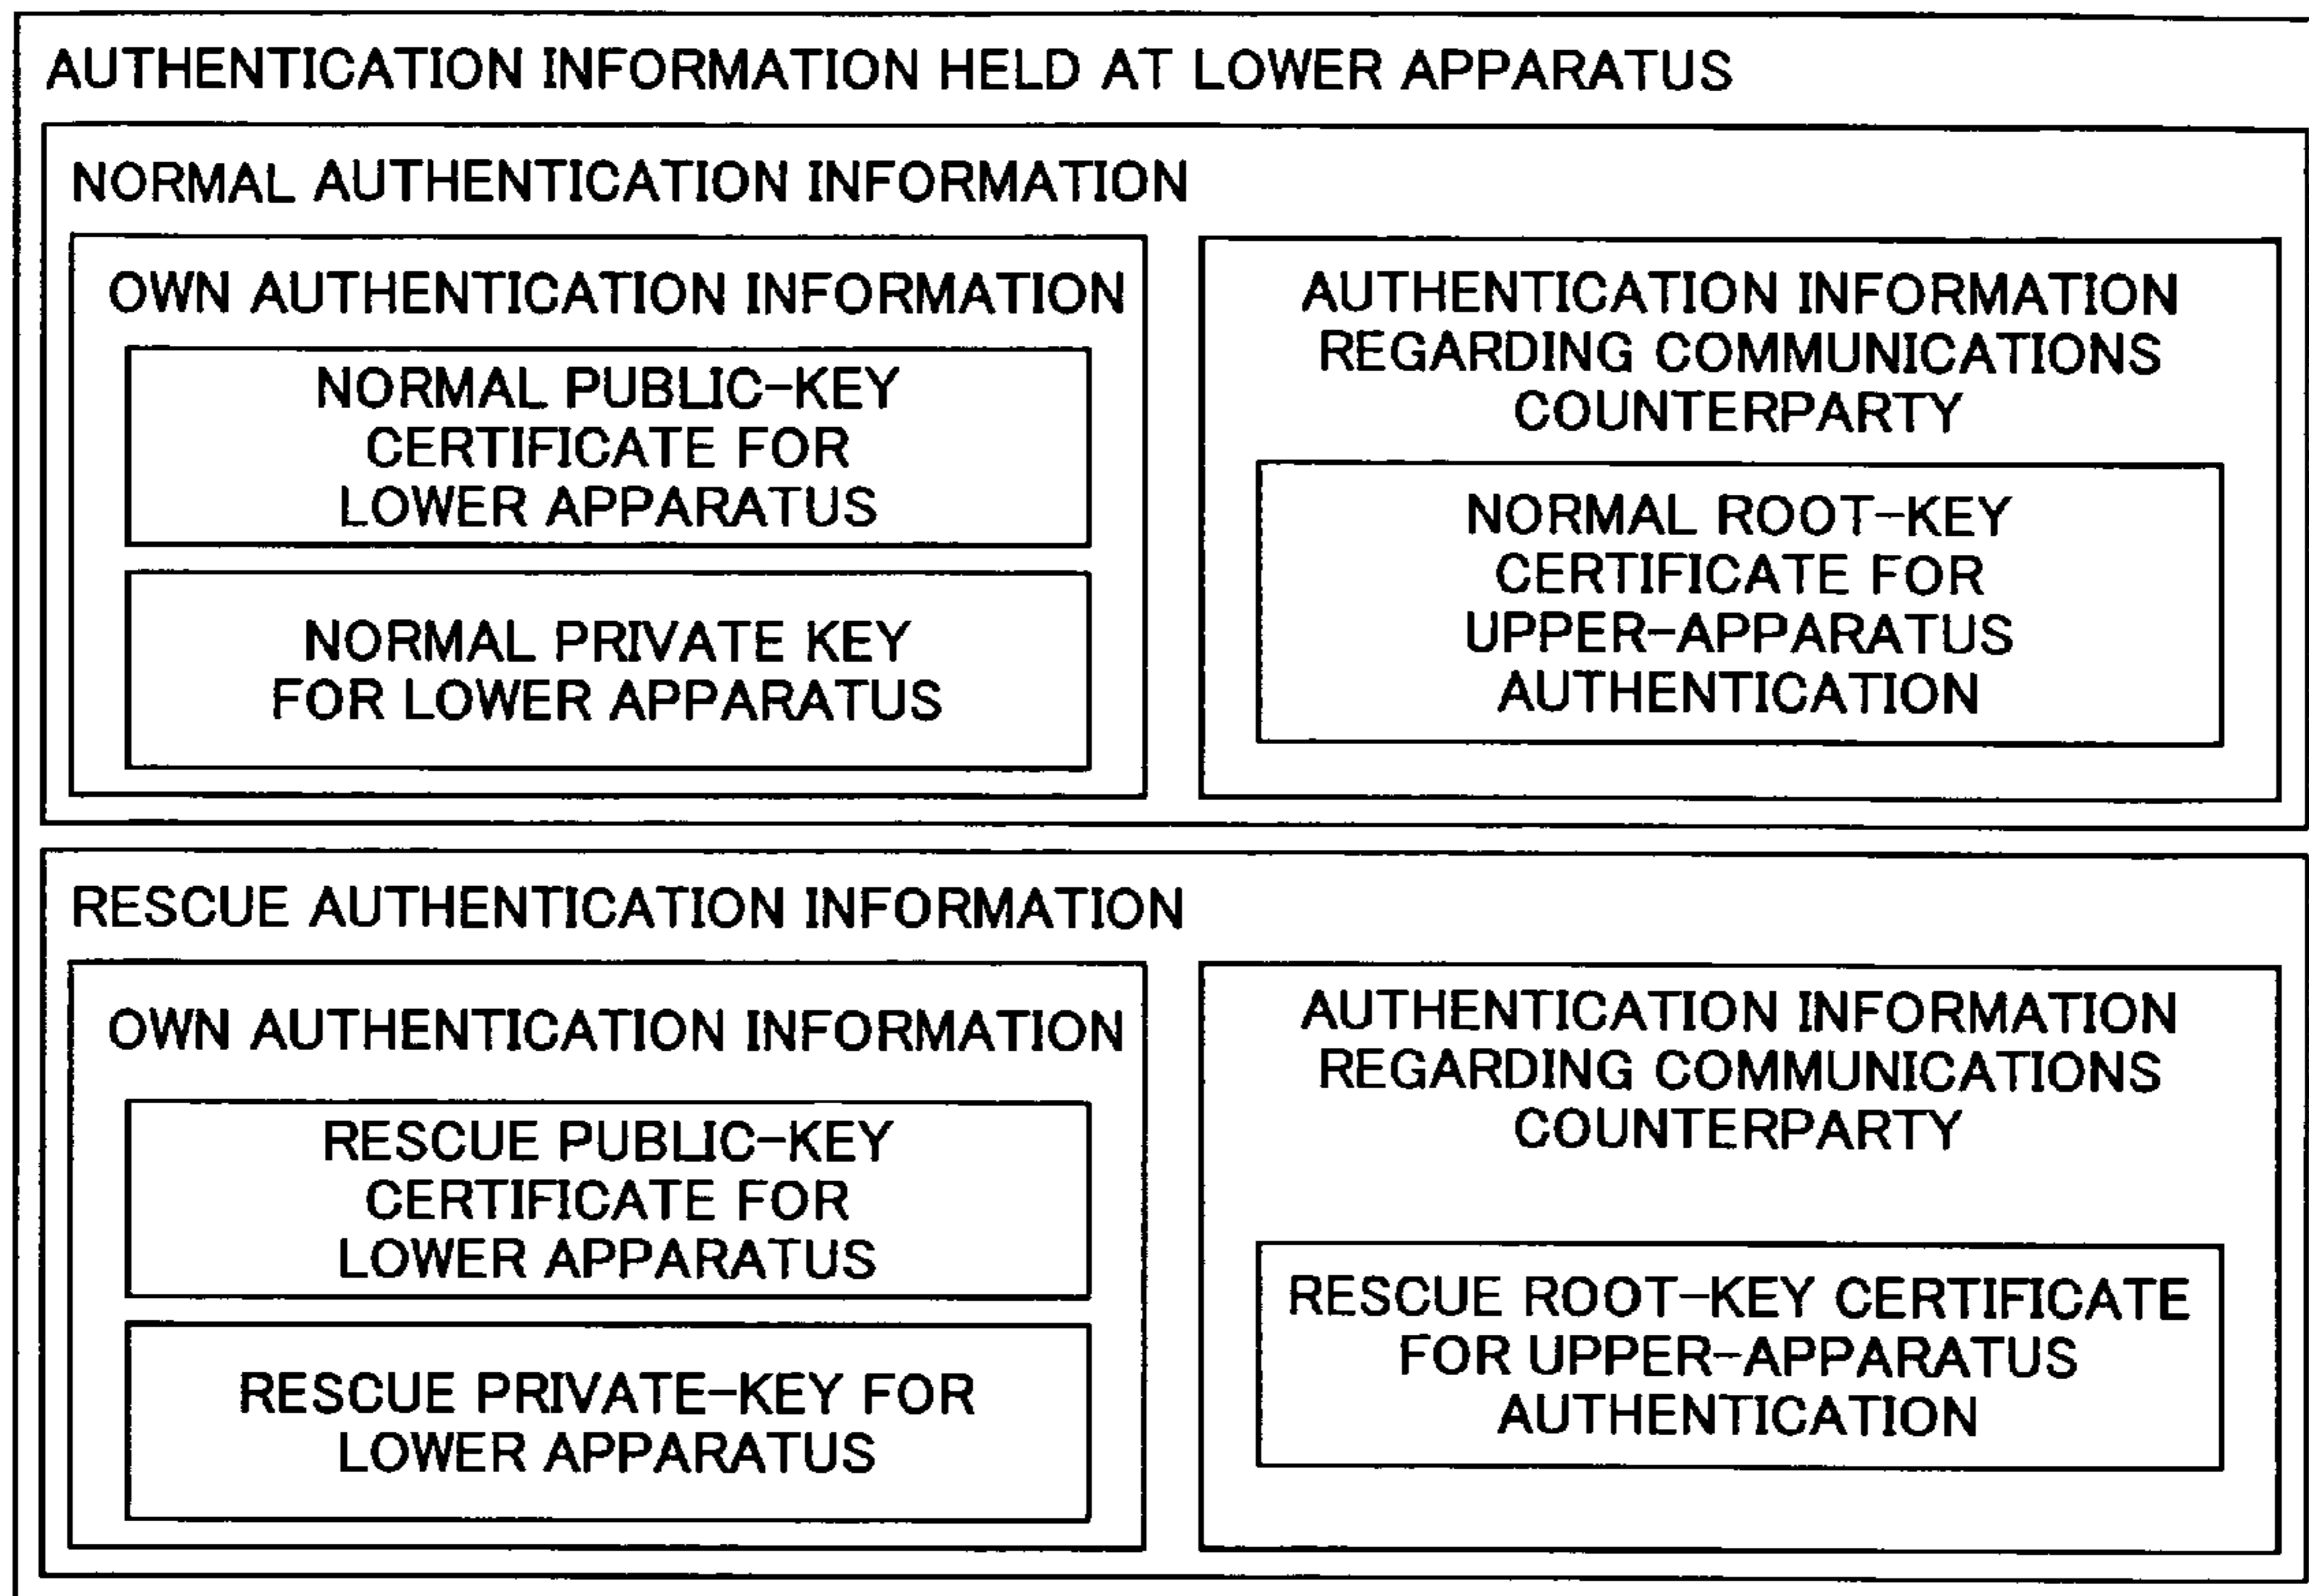 AUTHENTICATION INFORMATION HELD AT LOWER APPARATUS
NORMAL AUTHENTICATION INFORMATION
OWN AUTHENTICATION INFORMATION
NORMAL PUBLIC-KEY
CERTIFICATE FOR
LOWER APPARATUS
NORMAL PRIVATE KEY
FOR LOWER APPARATUS
AUTHENTICATION INFORMATION
REGARDING COMMUNICATIONS
COUNTERPARTY
NORMAL ROOT-KEY
CERTIFICATE FOR
UPPER-APPARATUS
AUTHENTICATION
RESCUE AUTHENTICATION INFORMATION
OWN AUTHENTICATION INFORMATION
RESCUE PUBLIC-KEY
CERTIFICATE FOR
LOWER APPARATUS
RESCUE PRIVATE-KEY FOR
LOWER APPARATUS
AUTHENTICATION INFORMATION
REGARDING COMMUNICATIONS
COUNTERPARTY
RESCUE ROOT-KEY CERTIFICATE
FOR UPPER-APPARATUS
AUTHENTICATION